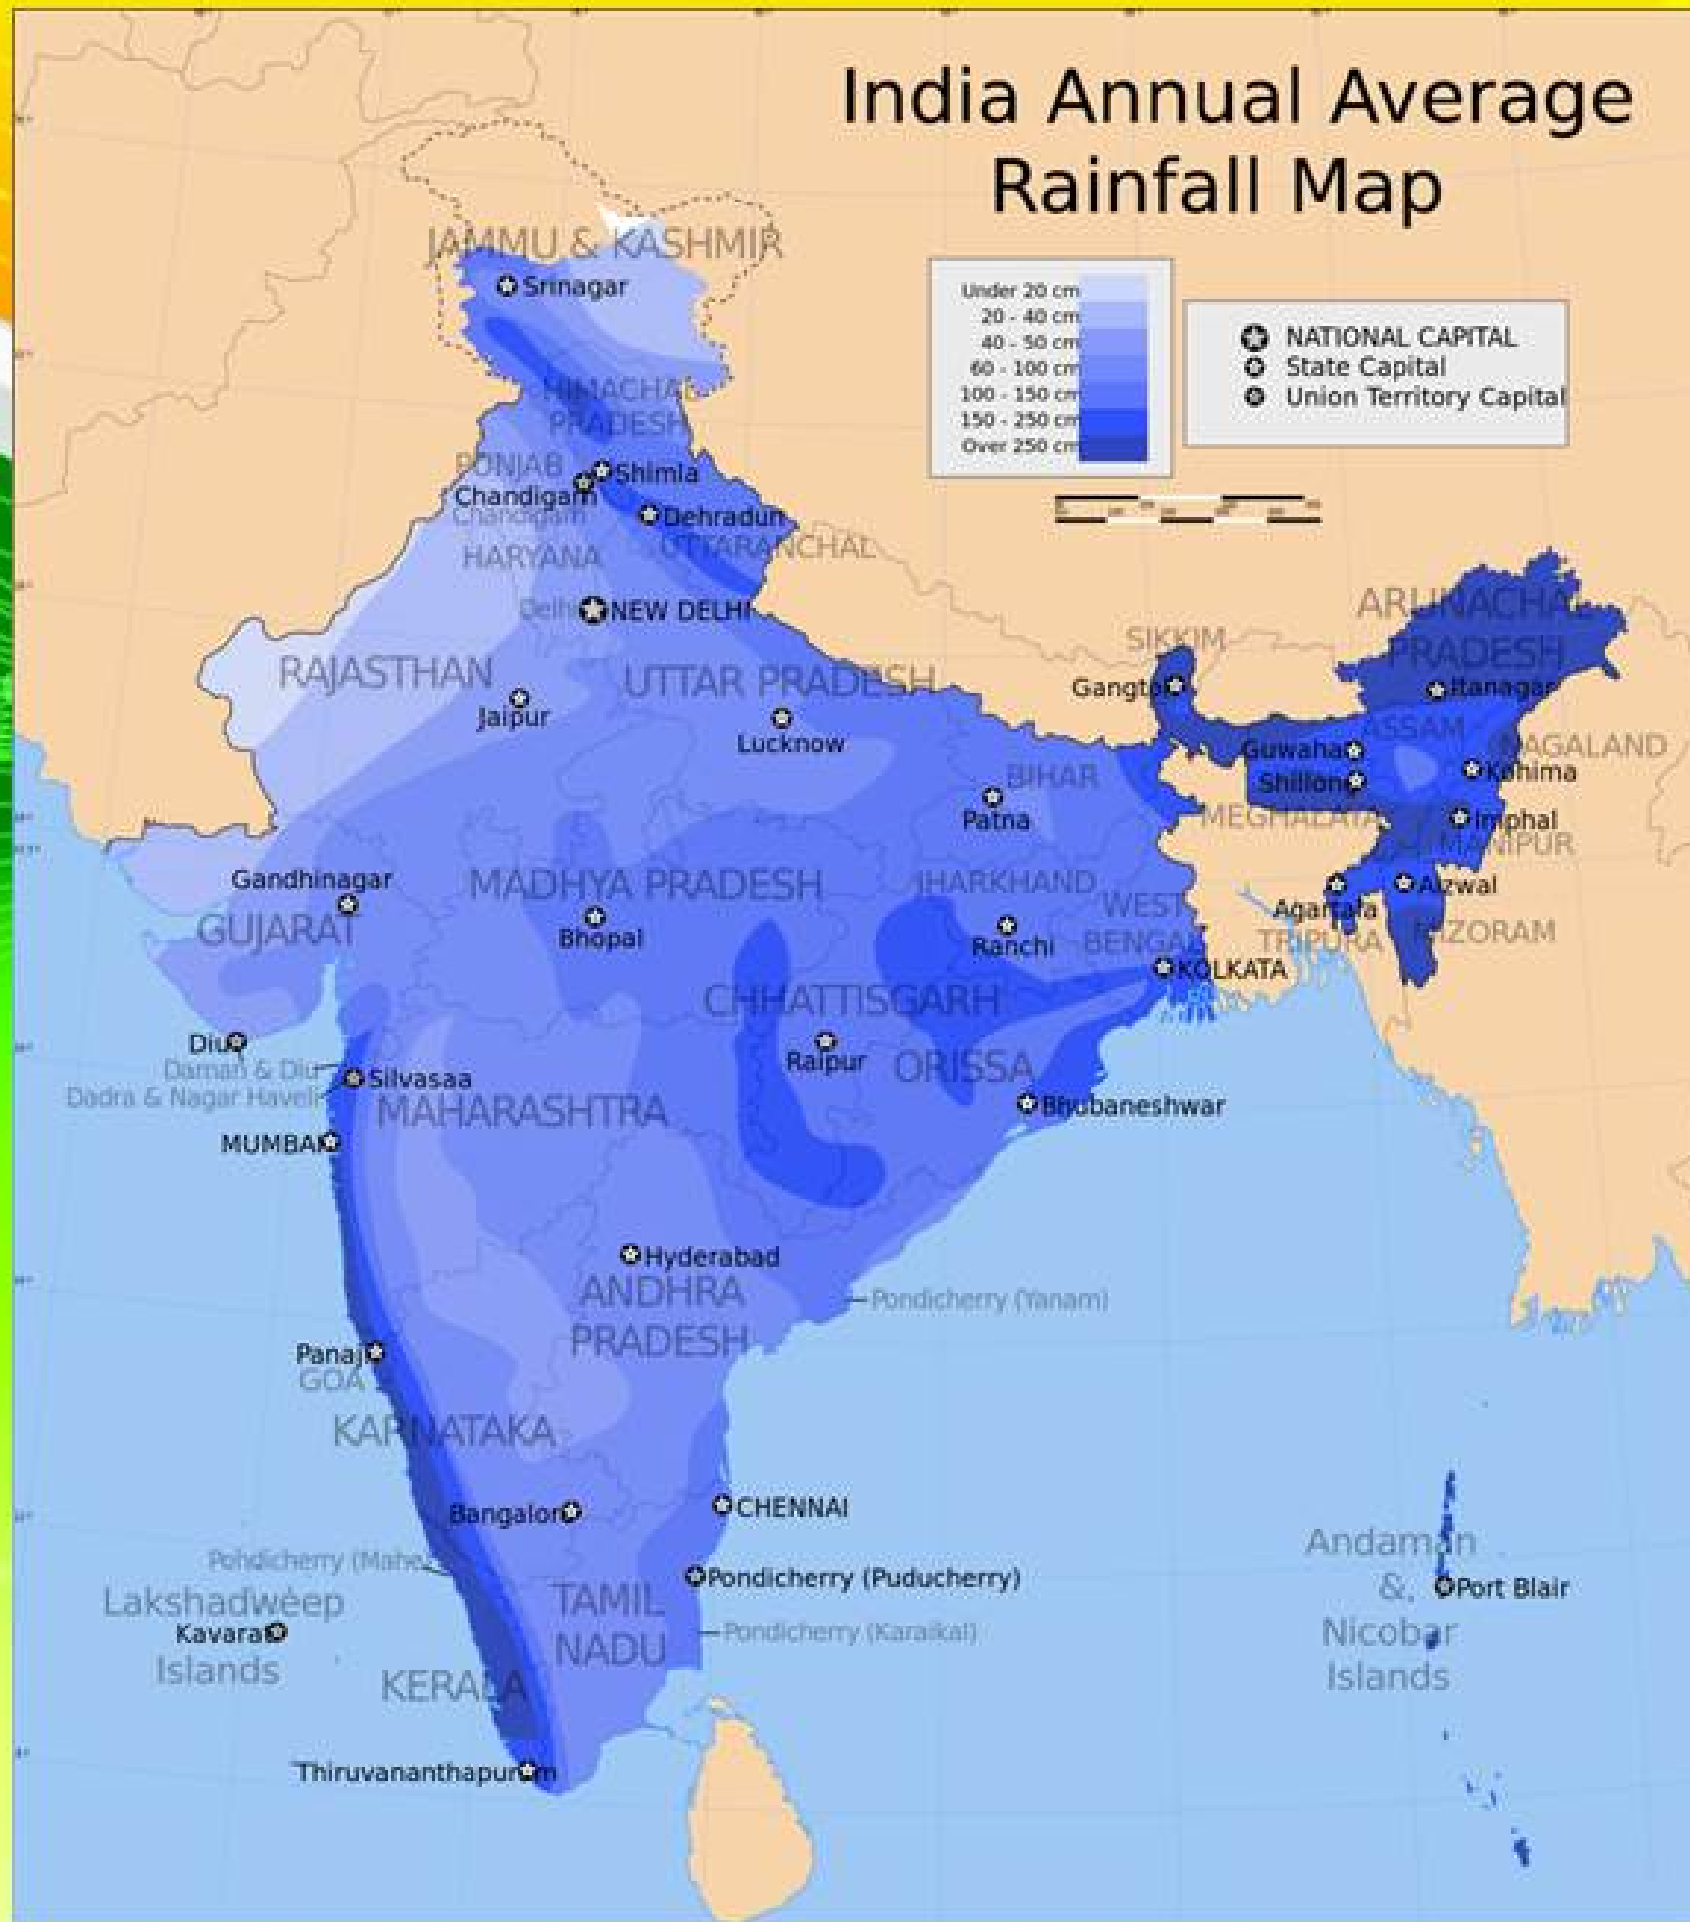 India Annual Average
Rainfall Map
JAMMU & KASHMIR
Srinagar
Under 20 cm
20 - 40 cm
40 - 50 cm
60 - 100 cm
100 - 150 cm
150 - 250 cm
Over 250 cm
NATIONAL CAPITAL
State Capital
Union Territory Capital
HIMACHAL
PRADESH
PUNJAB
Shimla
Chandigarh
Chandigarh
Dehradun
UTTARANCHAL
HARYANA
Delhi
NEW DELHI
RAJASTHAN
Jaipur
UTTAR PRADESH
Lucknow
SIKKIM
Gangtok
ARUNACHAL
PRADESH
Itanagar
ASSAM
Guwahati
NAGALAND
Kohima
Shillong
MEGHALAYA
Imphal
MANIPUR
BIHAR
Patna
Gandhinagar
GUJARAT
MADHYA PRADESH
Bhopal
JHARKHAND
Ranchi
WEST
BENGAL
KOLKATA
Agartala
TRIPURA
Aizwal
MIZORAM
CHHATTISGARH
Raipur
ORISSA
Bhubaneshwar
Diu
Daman & Diu
Dadra & Nagar Haveli
Silvasaa
MAHARASHTRA
MUMBAI
Hyderabad
ANDHRA
PRADESH
Pondicherry (Yanam)
Panaji
GOA
KARNATAKA
Bangalore
CHENNAI
Pondicherry (Mahe)
Pondicherry (Puducherry)
Lakshadweep
Kavarati
Islands
TAMIL
NADU
Pondicherry (Karaikal)
KERALA
Thiruvananthapuram
Andaman
&
Port Blair
Nicobar
Islands